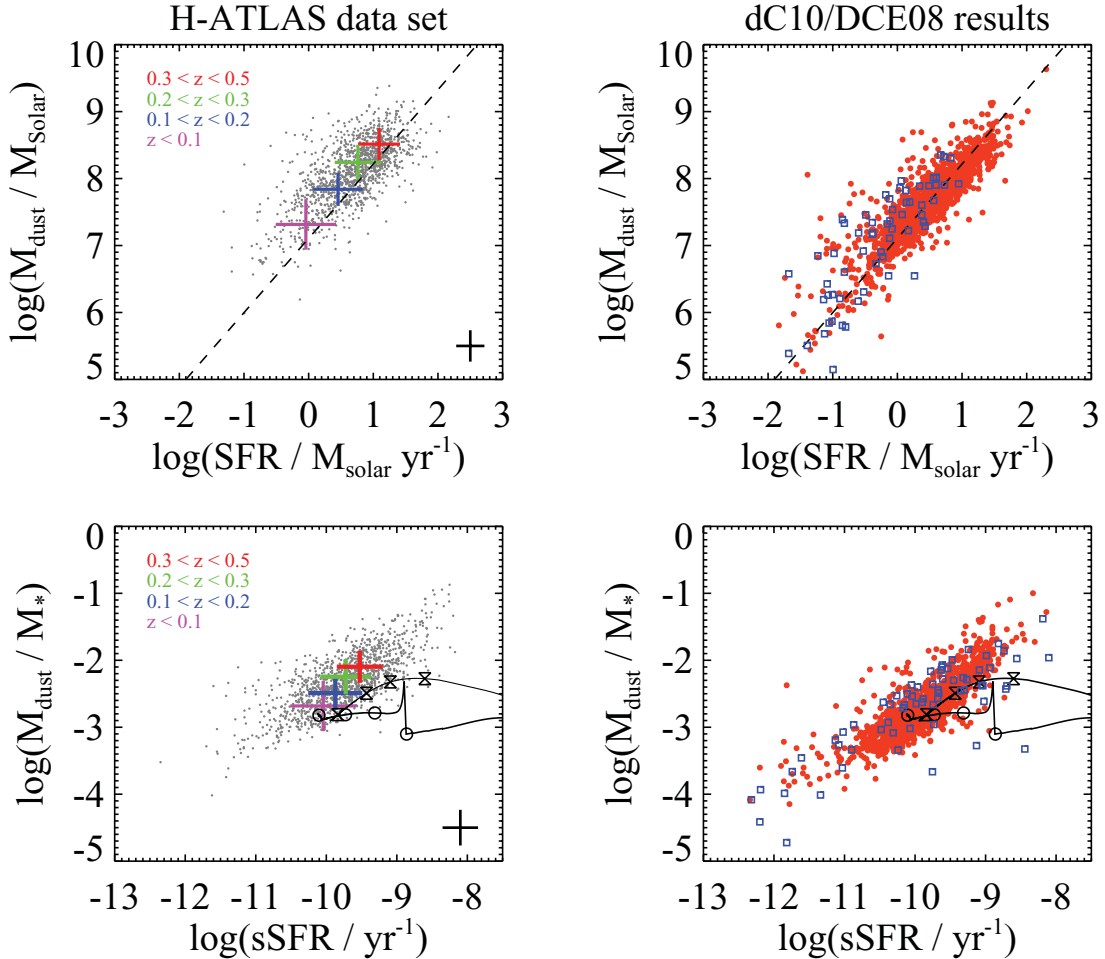 H-ATLAS data set
dC10/DCE08 results
10
9
8
7
6
5
log(M_dust / M_Solar)
0.3 < z < 0.5
0.2 < z < 0.3
0.1 < z < 0.2
z < 0.1
-3 -2 -1 0 1 2 3
log(SFR / M_solar yr^-1)
10
9
8
7
6
5
log(M_dust / M_Solar)
-3 -2 -1 0 1 2 3
log(SFR / M_solar yr^-1)
0
-1
-2
-3
-4
-5
log(M_dust / M_*)
0.3 < z < 0.5
0.2 < z < 0.3
0.1 < z < 0.2
z < 0.1
-13 -12 -11 -10 -9 -8
log(sSFR / yr^-1)
0
-1
-2
-3
-4
-5
log(M_dust / M_*)
-13 -12 -11 -10 -9 -8
log(sSFR / yr^-1)